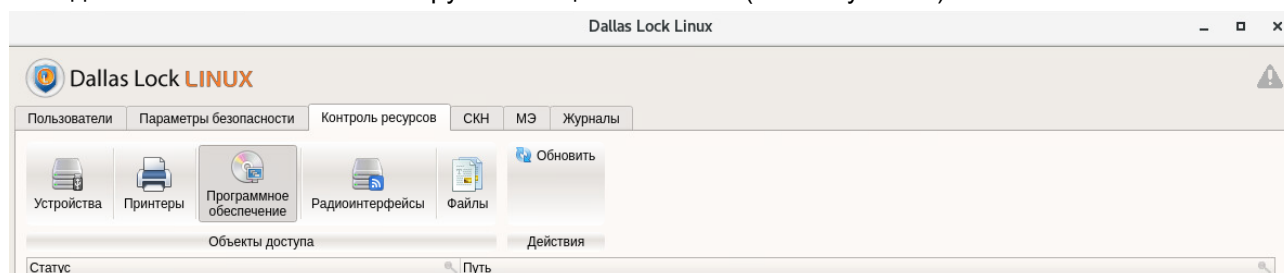 Dallas Lock Linux
Dallas Lock LINUX
Пользователи Параметры безопасности Контроль ресурсов СКН МЭ Журналы
Обновить
Устройства Принтеры Программное обеспечение Радиоинтерфейсы Файлы
Объекты доступа Действия
Статус Путь